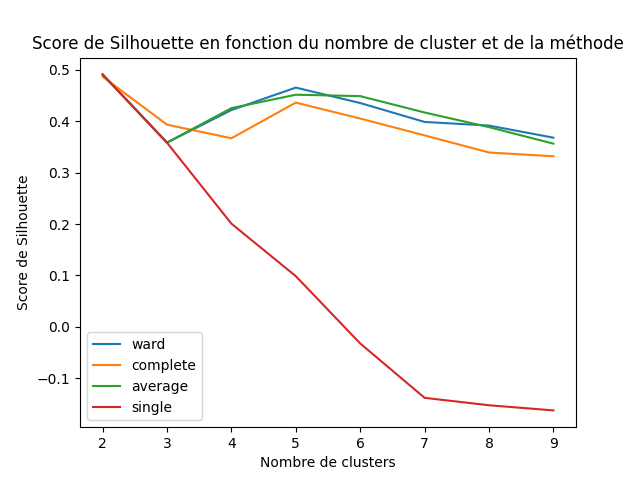 Score de Silhouette en fonction du nombre de cluster et de la méthode
Score de Silhouette
0.5
0.4
0.3
0.2
0.1
0.0
−0.1
ward
complete
average
single
2 3 4 5 6 7 8 9
Nombre de clusters